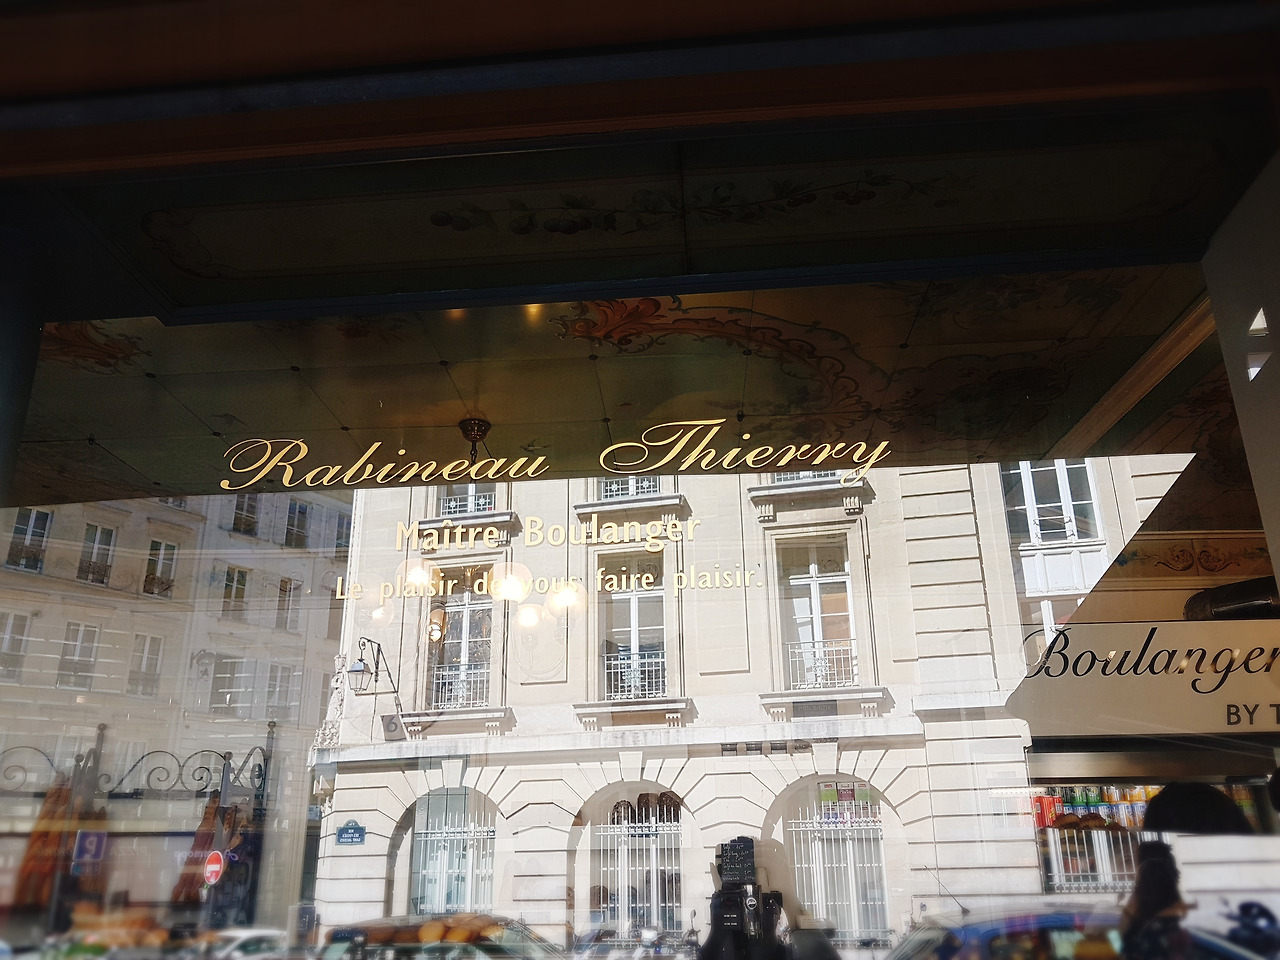 Rabineau Thierry
Maître Boulanger
Le plaisir de vous faire plaisir.
Boulanger
BY T